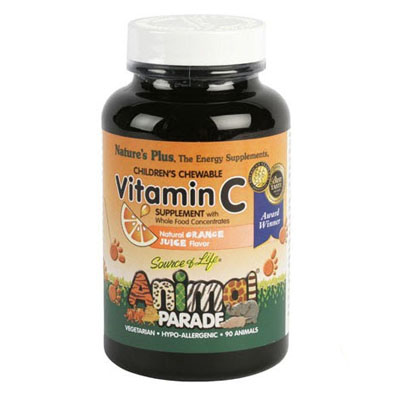 Nature's Plus, The Energy Supplements.
CHILDREN'S CHEWABLE
Vitamin C
SUPPLEMENT with
Whole Food Concentrates
Natural ORANGE
JUICE Flavor
Award
Winner
Source of Life®
Animal
PARADE
VEGETARIAN • HYPO-ALLERGENIC • 90 ANIMALS